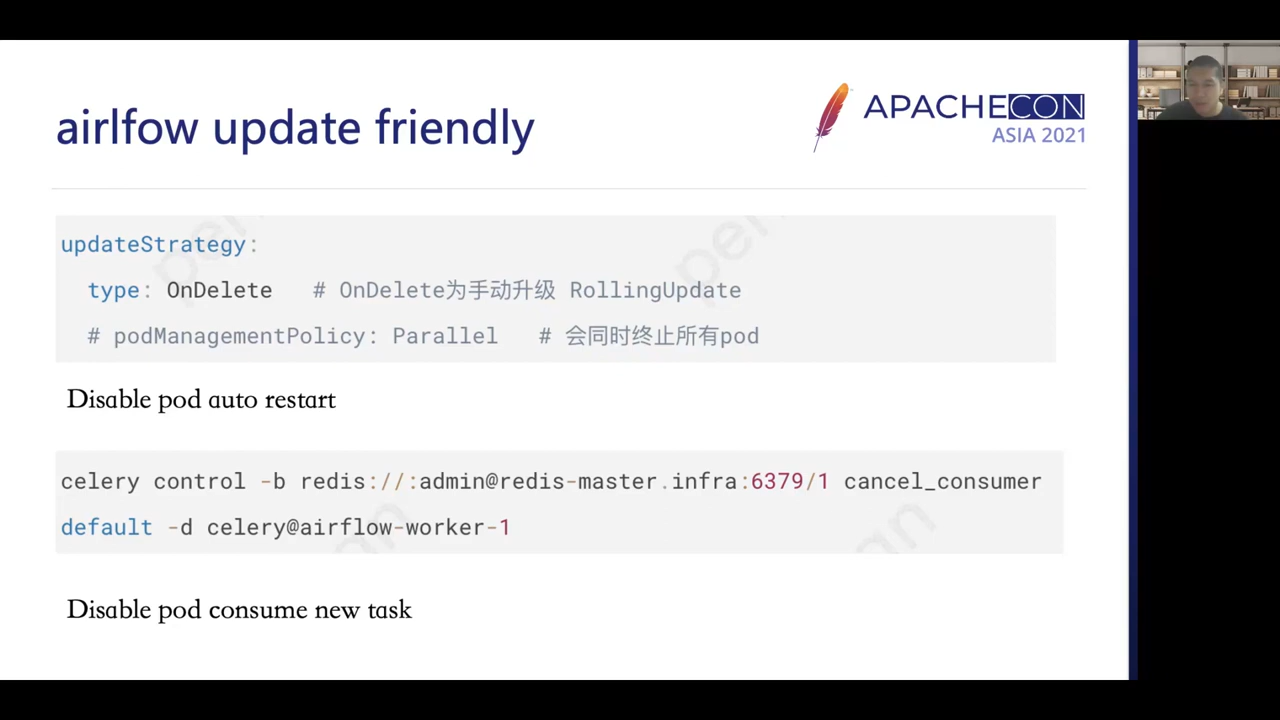 airlfow update friendly
APACHECON
ASIA 2021
updateStrategy:
type: OnDelete # OnDelete为手动升级 RollingUpdate
# podManagementPolicy: Parallel # 会同时终止所有pod
Disable pod auto restart
celery control -b redis://:admin@redis-master.infra:6379/1 cancel_consumer
default -d celery@airflow-worker-1
Disable pod consume new task